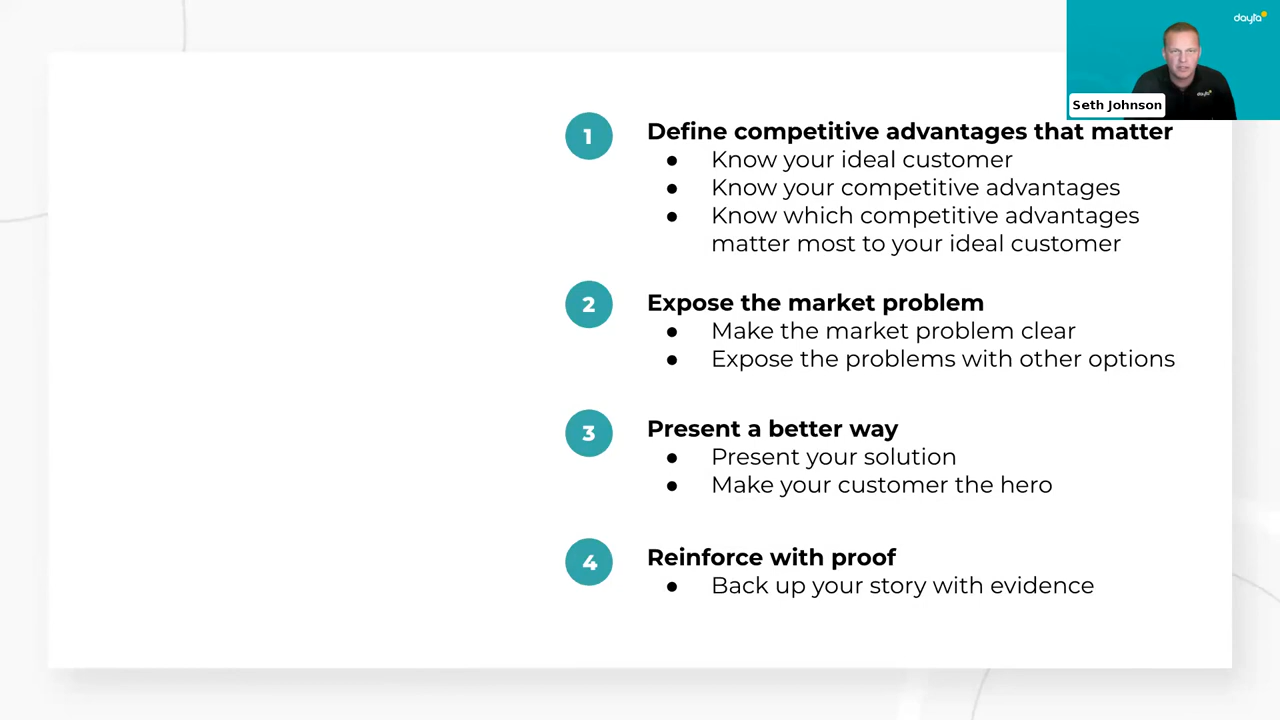 dayta
Seth Johnson
1
Define competitive advantages that matter
● Know your ideal customer
● Know your competitive advantages
● Know which competitive advantages
matter most to your ideal customer
2
Expose the market problem
● Make the market problem clear
● Expose the problems with other options
3
Present a better way
● Present your solution
● Make your customer the hero
4
Reinforce with proof
● Back up your story with evidence